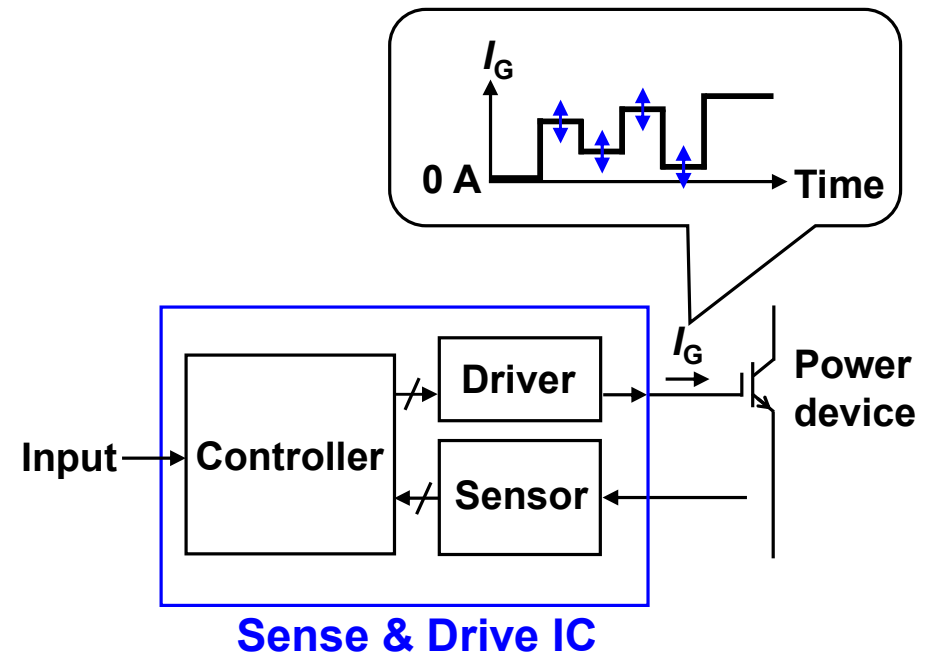 IG
0 A
Time
IG
Power
device
Driver
Input
Controller
Sensor
Sense & Drive IC